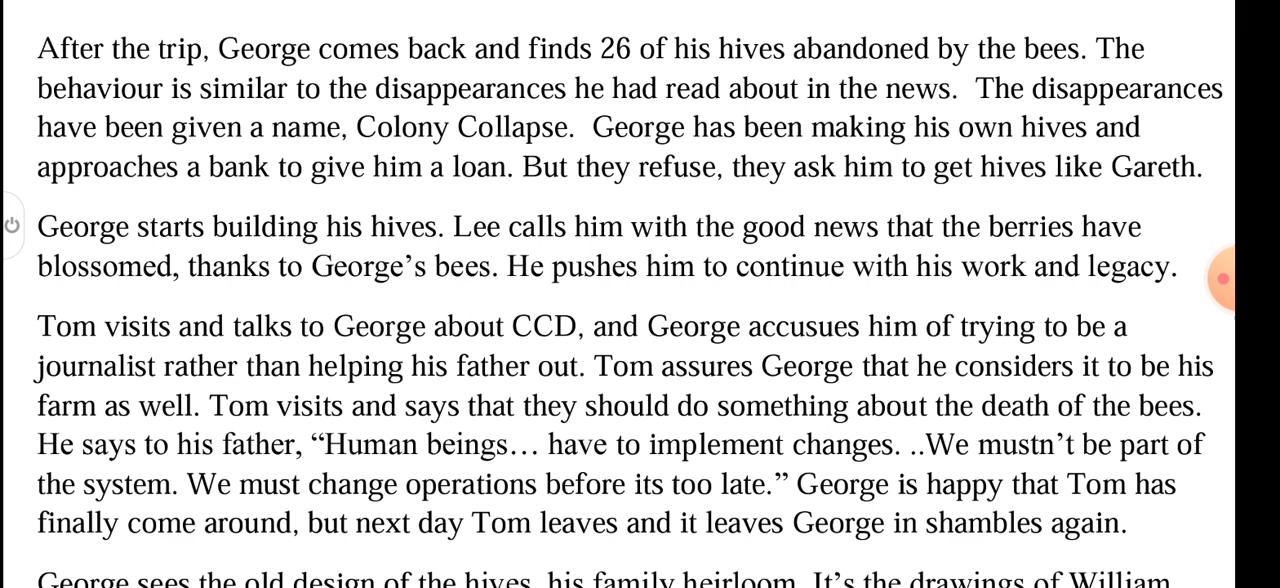 After the trip, George comes back and finds 26 of his hives abandoned by the bees. The
behaviour is similar to the disappearances he had read about in the news.  The disappearances
have been given a name, Colony Collapse.  George has been making his own hives and
approaches a bank to give him a loan. But they refuse, they ask him to get hives like Gareth.
George starts building his hives. Lee calls him with the good news that the berries have
blossomed, thanks to George’s bees. He pushes him to continue with his work and legacy.
Tom visits and talks to George about CCD, and George accusues him of trying to be a
journalist rather than helping his father out. Tom assures George that he considers it to be his
farm as well. Tom visits and says that they should do something about the death of the bees.
He says to his father, “Human beings… have to implement changes. ..We mustn’t be part of
the system. We must change operations before its too late.” George is happy that Tom has
finally come around, but next day Tom leaves and it leaves George in shambles again.
George sees the old design of the hives, his family heirloom. It’s the drawings of William